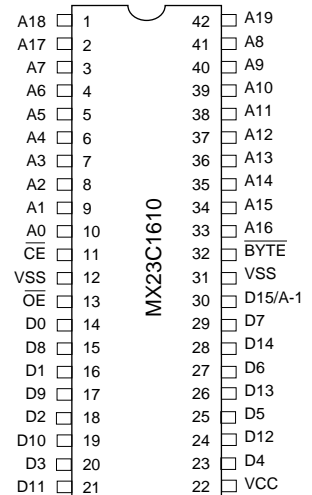 A18 1 42 A19
A17 2 41 A8
A7 3 40 A9
A6 4 39 A10
A5 5 38 A11
A4 6 37 A12
A3 7 36 A13
A2 8 35 A14
A1 9 34 A15
A0 10 33 A16
CE 11 32 BYTE
VSS 12 31 VSS
OE 13 30 D15/A-1
D0 14 29 D7
D8 15 28 D14
D1 16 27 D6
D9 17 26 D13
D2 18 25 D5
D10 19 24 D12
D3 20 23 D4
D11 21 22 VCC
MX23C1610